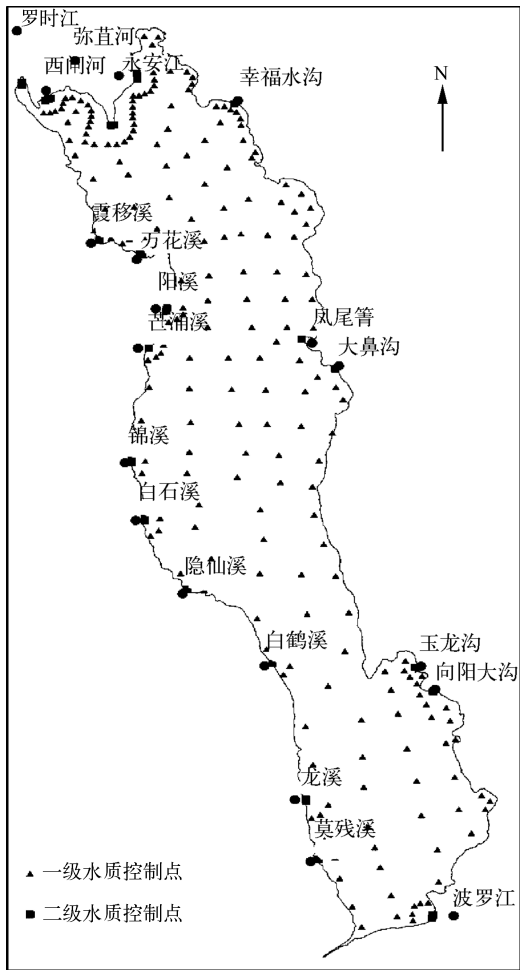 罗时江
弥苴河
西闸河
永安江
幸福水沟
N
霞移溪
万花溪
阳溪
芒涌溪
凤尾箐
大鼻沟
锦溪
白石溪
隐仙溪
白鹤溪
玉龙沟
向阳大沟
龙溪
莫残溪
一级水质控制点
二级水质控制点
波罗江